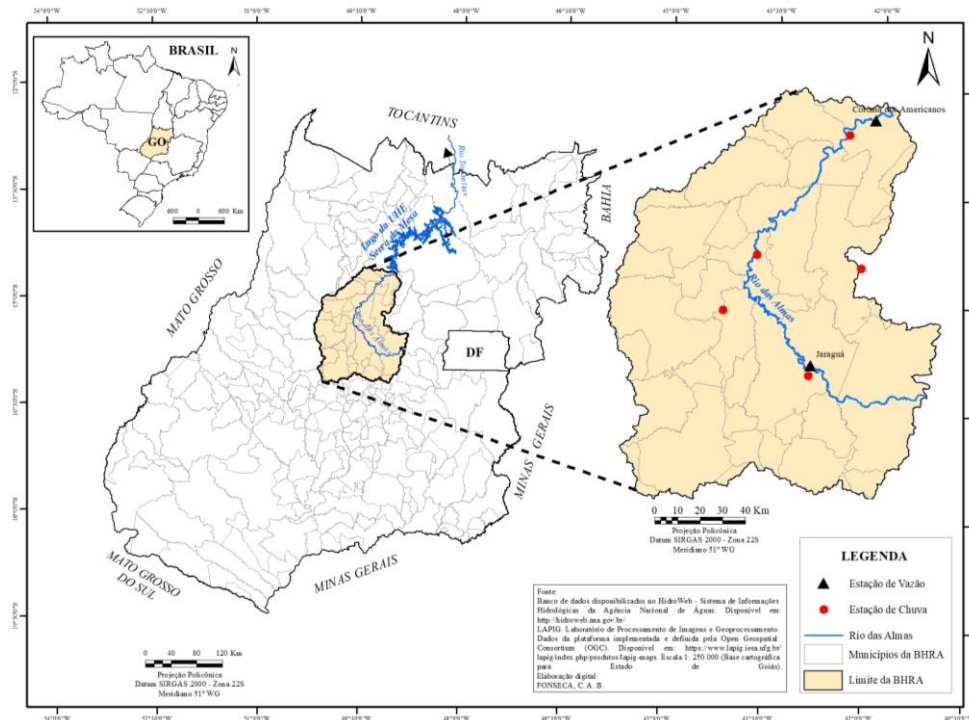 BRASIL
N
GO
600 0 600 Km
TOCANTINS
Rio Tocantins
Lago da UHE
Serra da Mesa
BAHIA
MATO GROSSO
DF
MINAS GERAIS
MINAS GERAIS
MATO GROSSO
DO SUL
0 40 80 120 Km
Projeção Policônica
Datum SIRGAS 2000 - Zona 22S
Meridiano 51º WG
N
Colônia dos Americanos
Rio das Almas
Jaraguá
0 10 20 30 40 Km
Projeção Policônica
Datum SIRGAS 2000 - Zona 22S
Meridiano 51º WG
Fonte:
Banco de dados disponibilizados no HidroWeb - Sistema de Informações
Hidrológicas da Agência Nacional de Águas. Disponível em:
http://hidroweb.ana.gov.br/
LAPIG. Laboratório de Processamento de Imagens e Geoprocessamento.
Dados da plataforma implementada e definida pela Open Geospatial
Consortium (OGC). Disponível em: https://www.lapig.iesa.ufg.br/
lapig/index.php/produtos/lapig-maps. Escala 1: 250.000 (Base cartográfica
para Estado de Goiás).
Elaboração digital:
FONSECA, C. A. B.
LEGENDA
Estação de Vazão
Estação de Chuva
Rio das Almas
Municípios da BHRA
Limite da BHRA